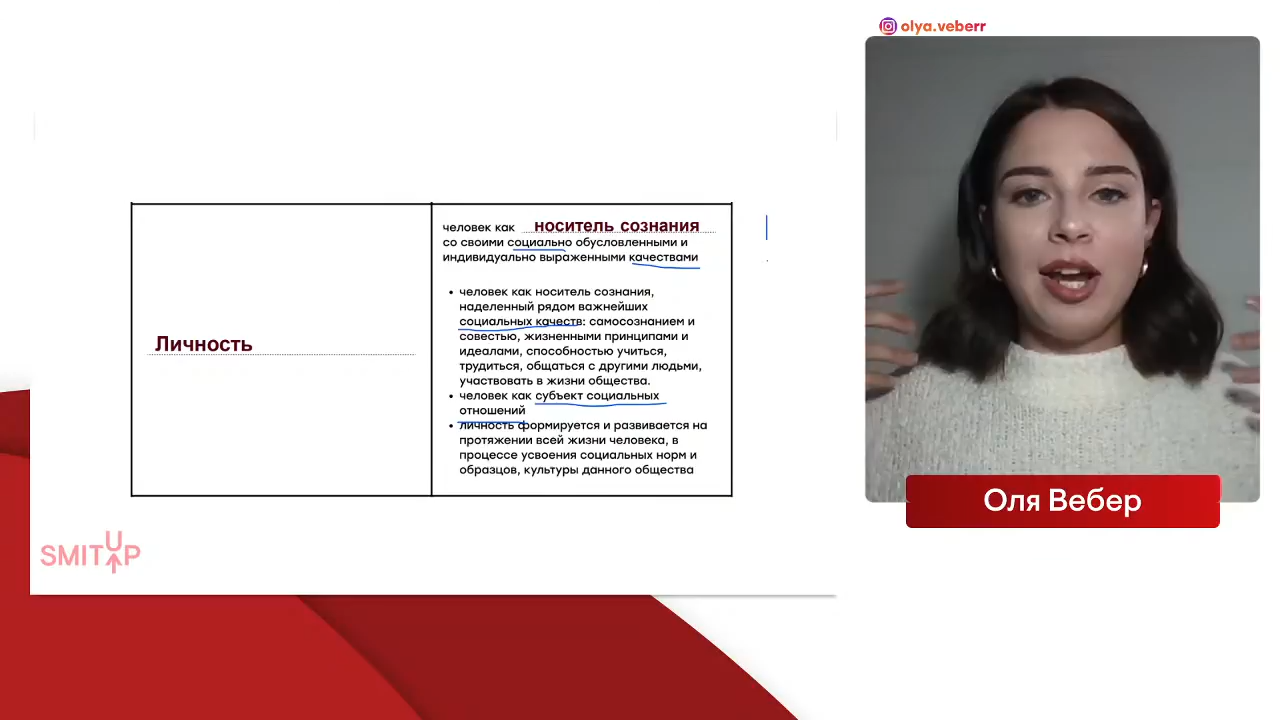 olya.veberr
человек как носитель сознания
со своими социально обусловленными и
индивидуально выраженными качествами
Личность
• человек как носитель сознания,
наделенный рядом важнейших
социальных качеств: самосознанием и
совестью, жизненными принципами и
идеалами, способностью учиться,
трудиться, общаться с другими людьми,
участвовать в жизни общества.
• человек как субъект социальных
отношений
• личность формируется и развивается на
протяжении всей жизни человека, в
процессе усвоения социальных норм и
образцов, культуры данного общества
Оля Вебер
SMITUP